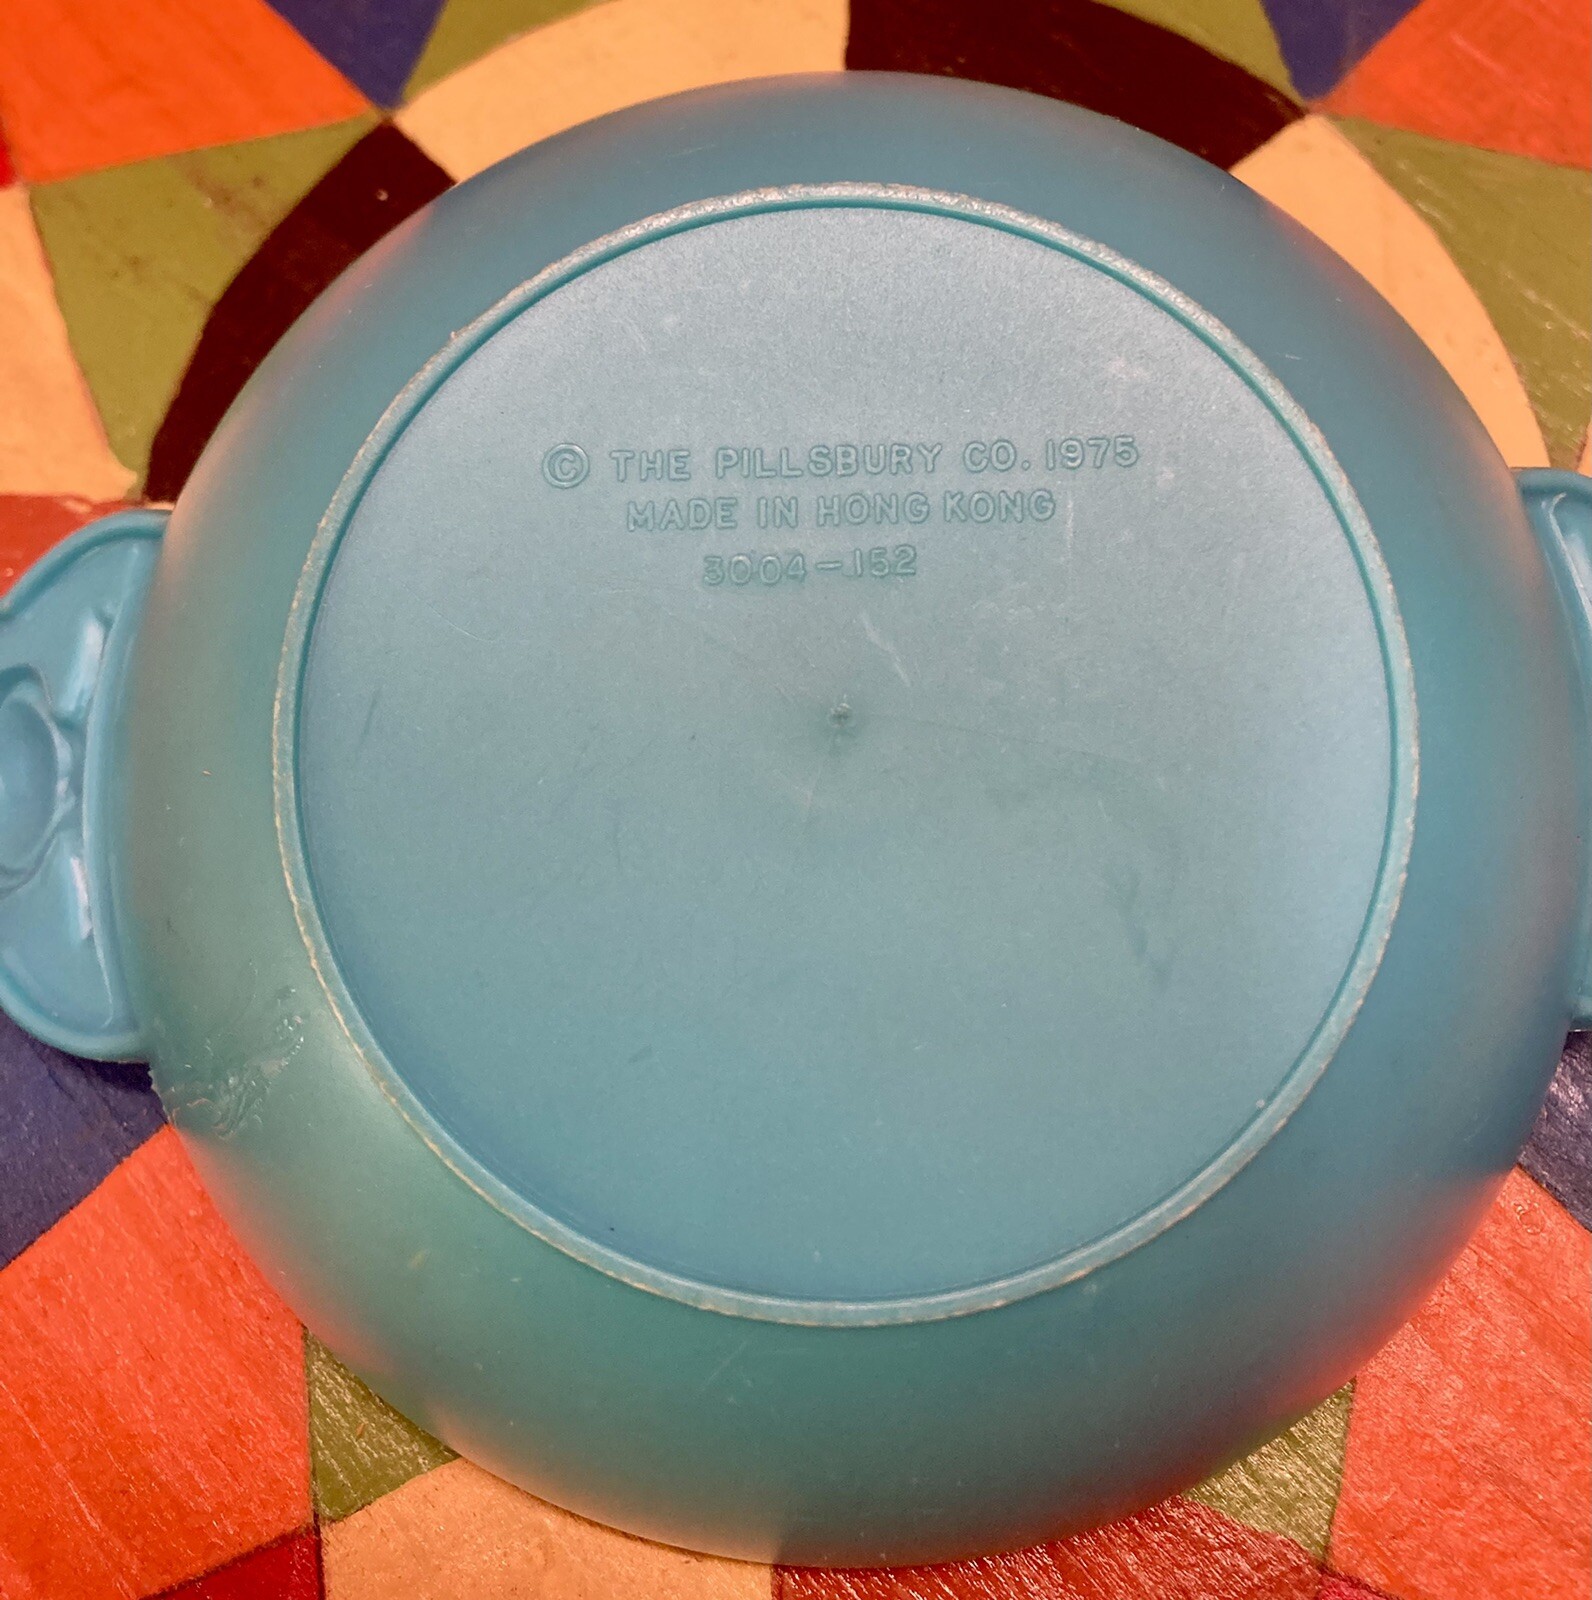 © THE PILLSBURY CO. 1975
MADE IN HONG KONG
3004-152